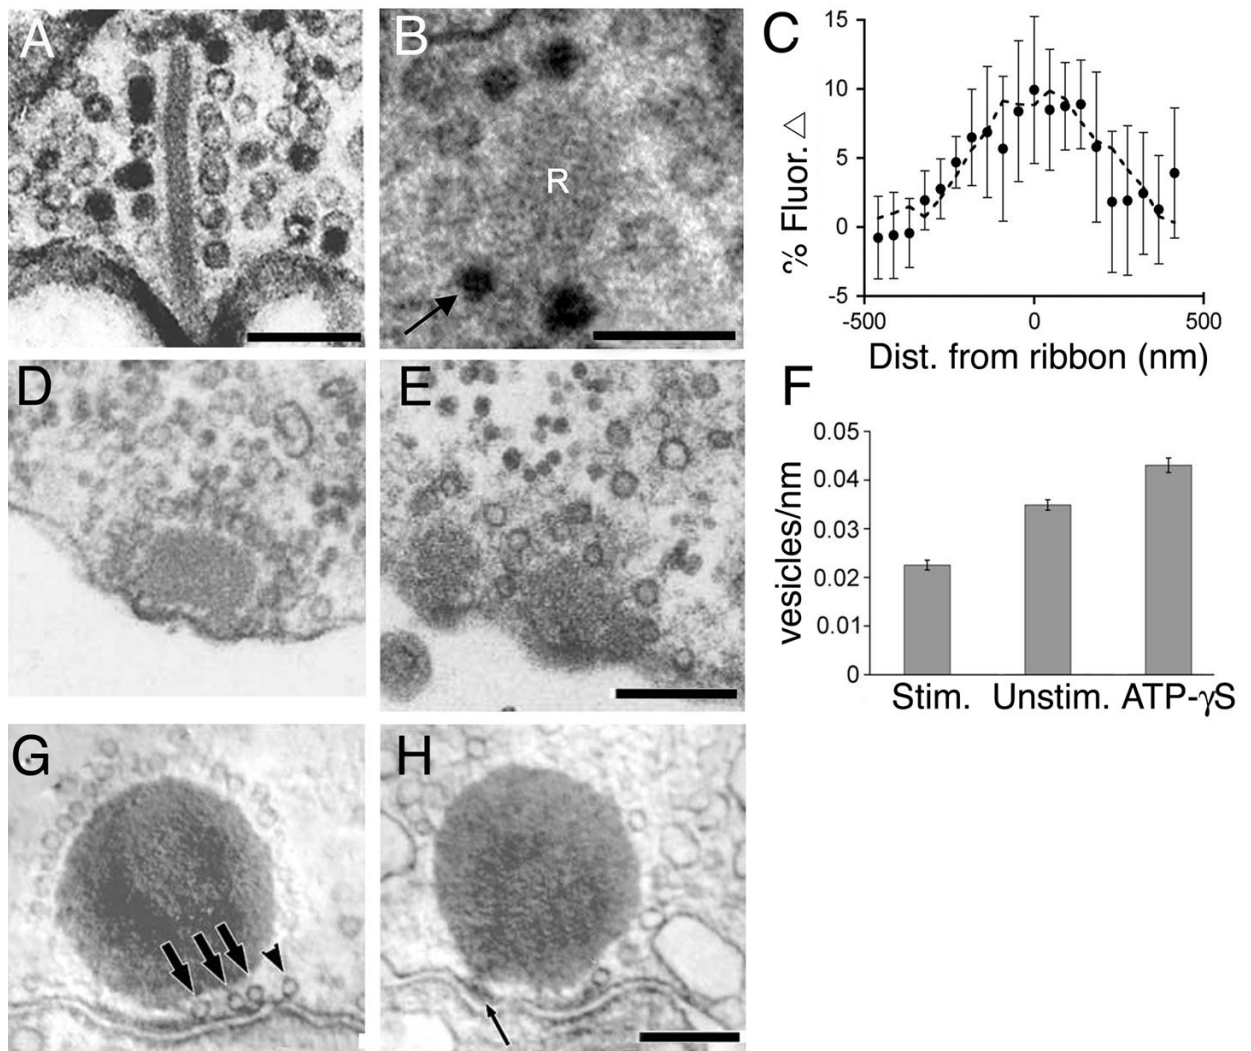 A
B
R
C
15
10
5
0
-5
% Fluor. △
-500 0 500
Dist. from ribbon (nm)
D
E
F
0.05
0.04
0.03
0.02
0.01
0
vesicles/nm
Stim. Unstim. ATP-γS
G
H